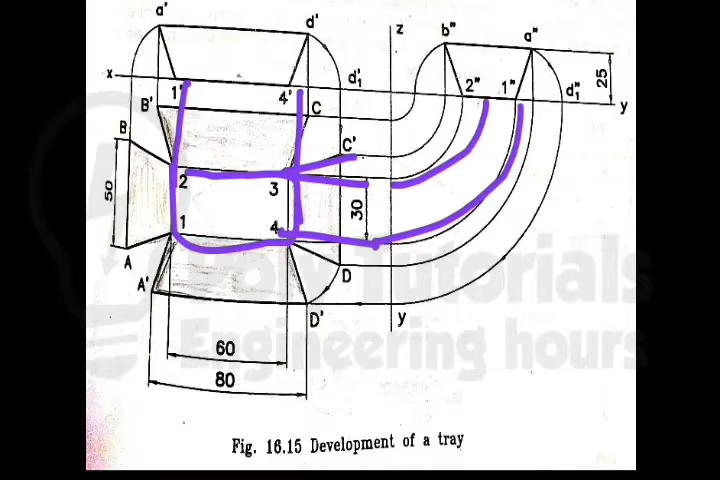 a' d' z b" a"
x 1' 4' d'₁ 2" 1" d"₁ y 25
B' C
B C'
50 2 3 30
1 4
A D
A' D' y
60
80
Poly Tutorials
Engineering hours
Fig. 16.15 Development of a tray